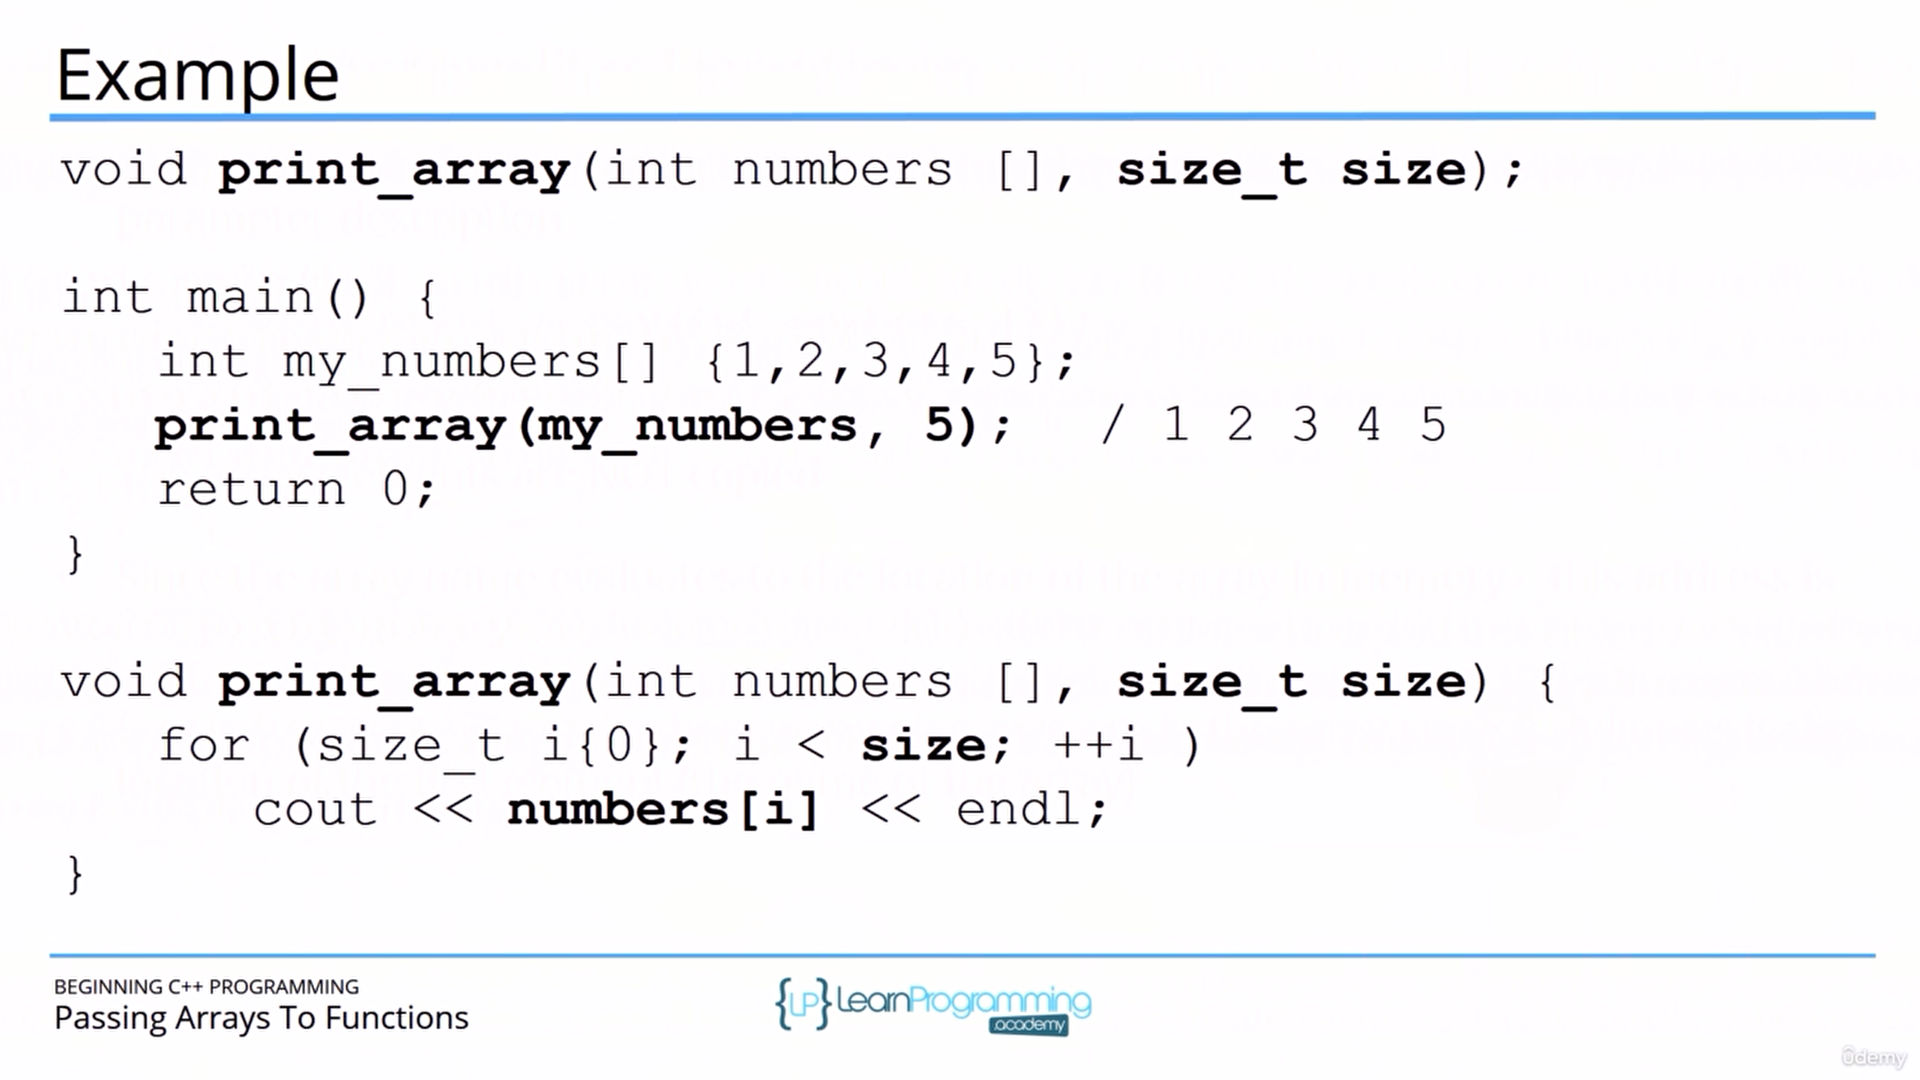 Example
void print_array(int numbers [], size_t size);
int main() {
int my_numbers[] {1,2,3,4,5};
print_array(my_numbers, 5); / 1 2 3 4 5
return 0;
}
void print_array(int numbers [], size_t size) {
for (size_t i{0}; i < size; ++i )
cout << numbers[i] << endl;
}
BEGINNING C++ PROGRAMMING
Passing Arrays To Functions
{LP} LearnProgramming
.academy
ûdemy